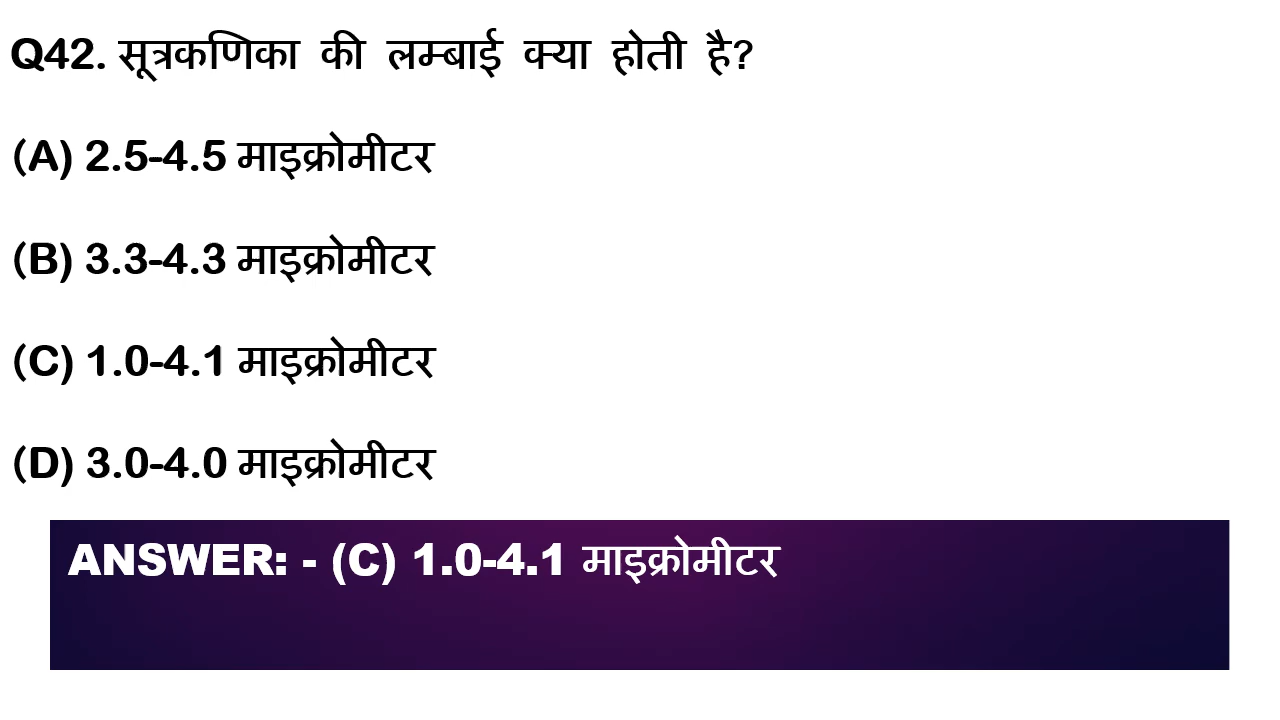 Q42. सूत्रकणिका की लम्बाई क्या होती है?
(A) 2.5-4.5 माइक्रोमीटर
(B) 3.3-4.3 माइक्रोमीटर
(C) 1.0-4.1 माइक्रोमीटर
(D) 3.0-4.0 माइक्रोमीटर
ANSWER: - (C) 1.0-4.1 माइक्रोमीटर